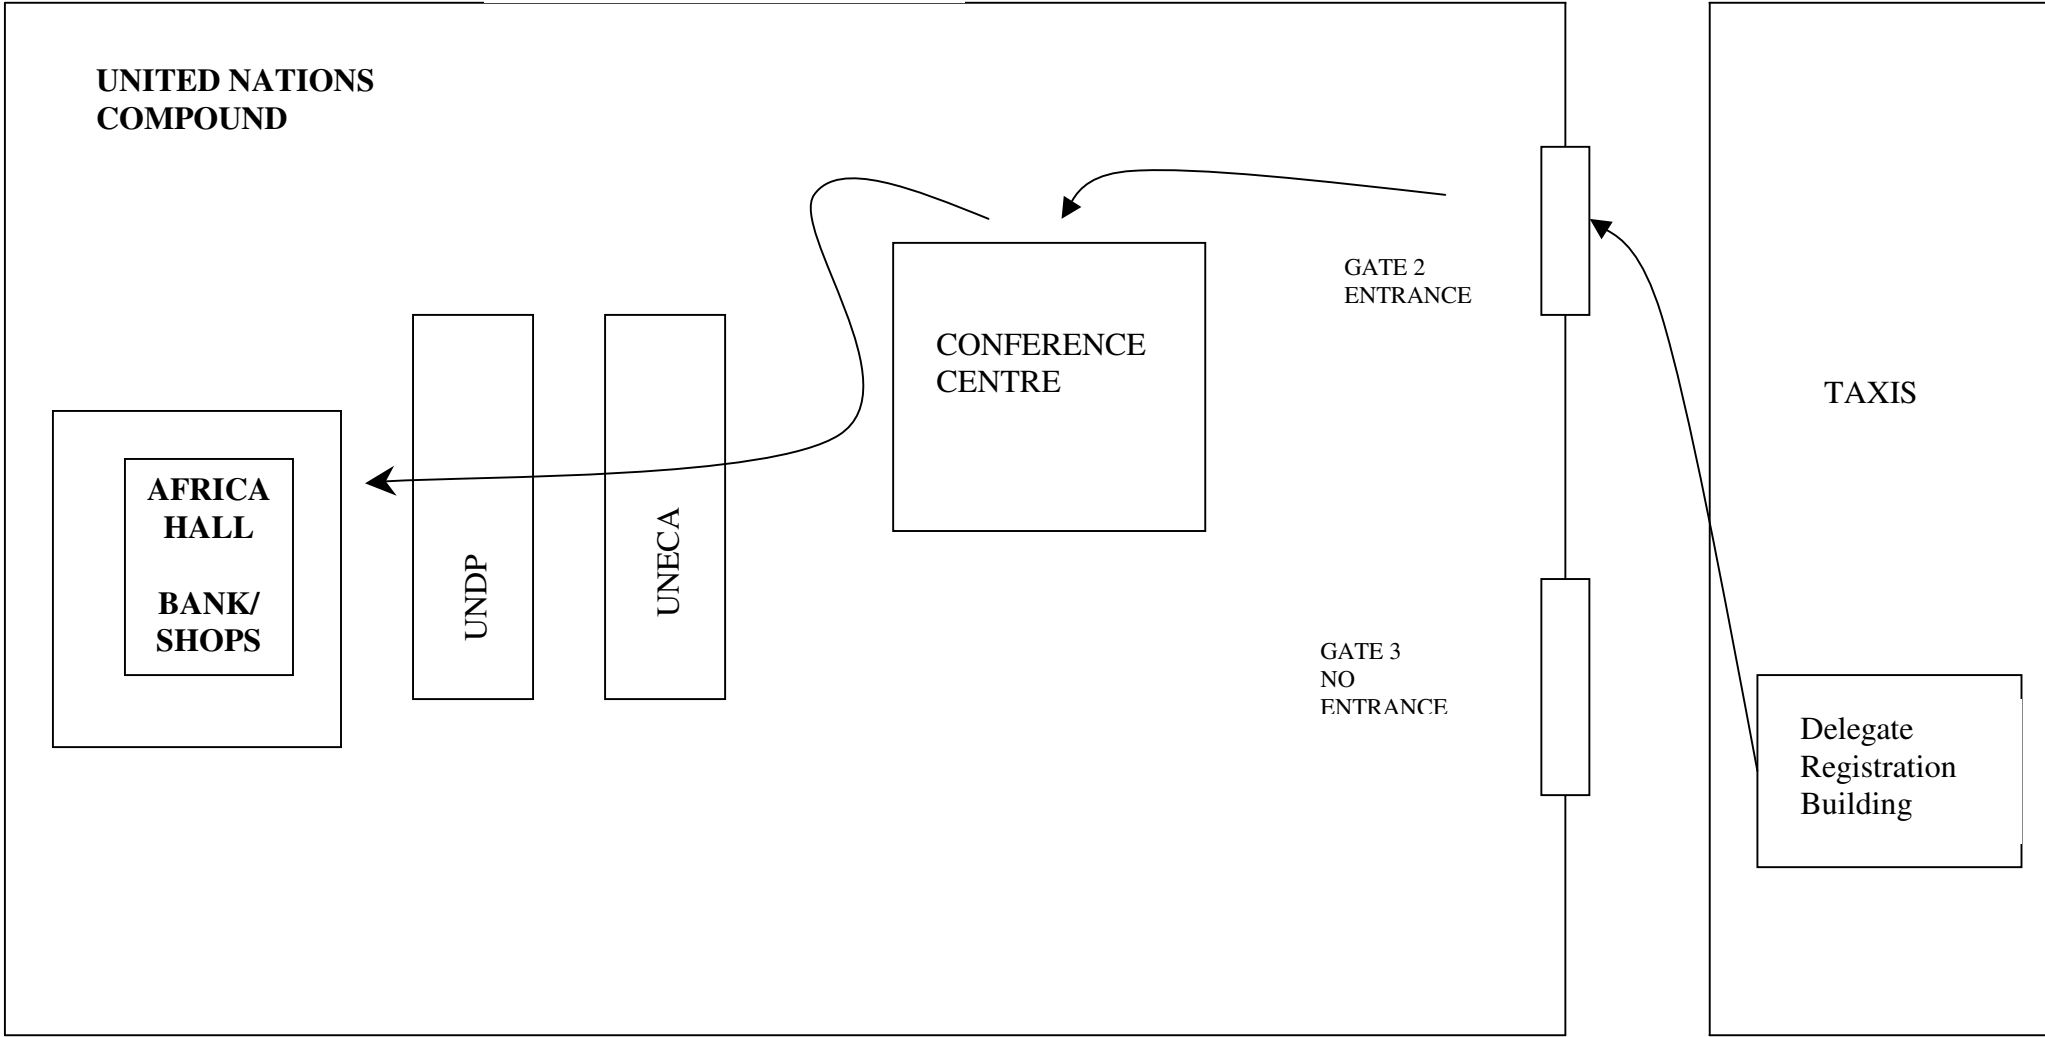 UNITED NATIONS
COMPOUND
GATE 2
ENTRANCE
CONFERENCE
CENTRE
TAXIS
AFRICA
HALL
BANK/
SHOPS
UNDP
UNECA
GATE 3
NO
ENTRANCE
Delegate
Registration
Building